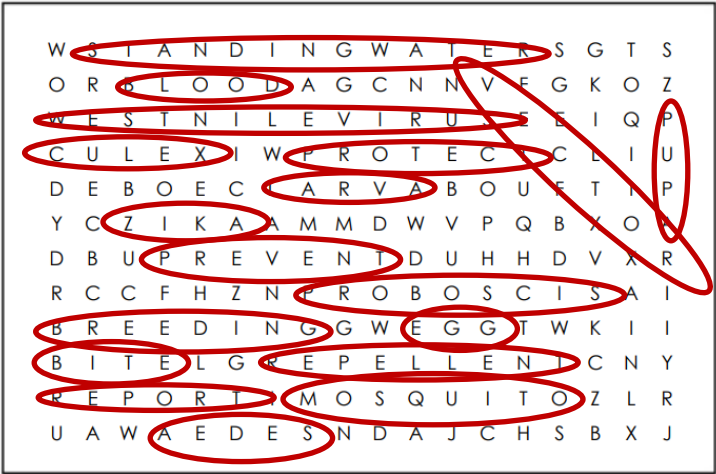 W S T A N D I N G W A T E R S G T S
O R B L O O D A G C N N V F G K O Z
W E S T N I L E V I R U S E E I Q P
C U L E X I W P R O T E C T C L I U
D E B O E C L A R V A B O U F T I P
Y C Z I K A A M M D W V P Q B X O A
D B U P R E V E N T D U H H D V X R
R C C F H Z N P R O B O S C I S A I
B R E E D I N G G W E G G T W K I I
B I T E L G R E P E L L E N T C N Y
R E P O R T I M O S Q U I T O Z L R
U A W A E D E S N D A J C H S B X J